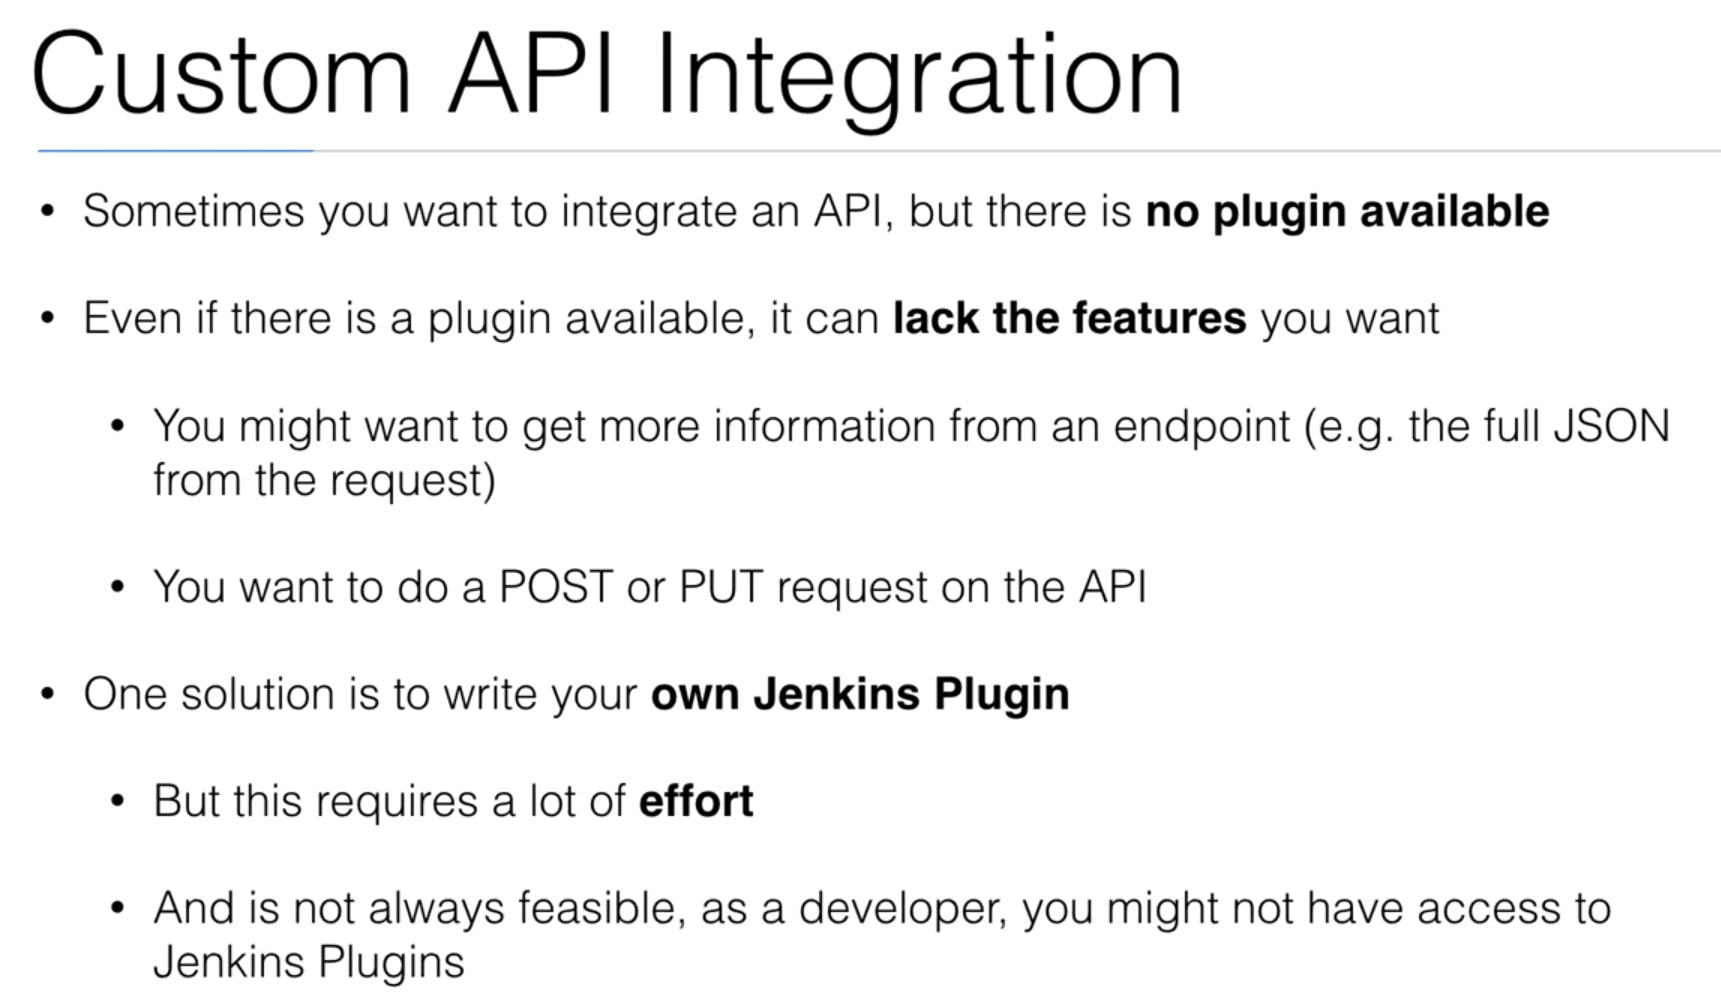 Custom API Integration
• Sometimes you want to integrate an API, but there is no plugin available
• Even if there is a plugin available, it can lack the features you want
• You might want to get more information from an endpoint (e.g. the full JSON
from the request)
• You want to do a POST or PUT request on the API
• One solution is to write your own Jenkins Plugin
• But this requires a lot of effort
• And is not always feasible, as a developer, you might not have access to
Jenkins Plugins